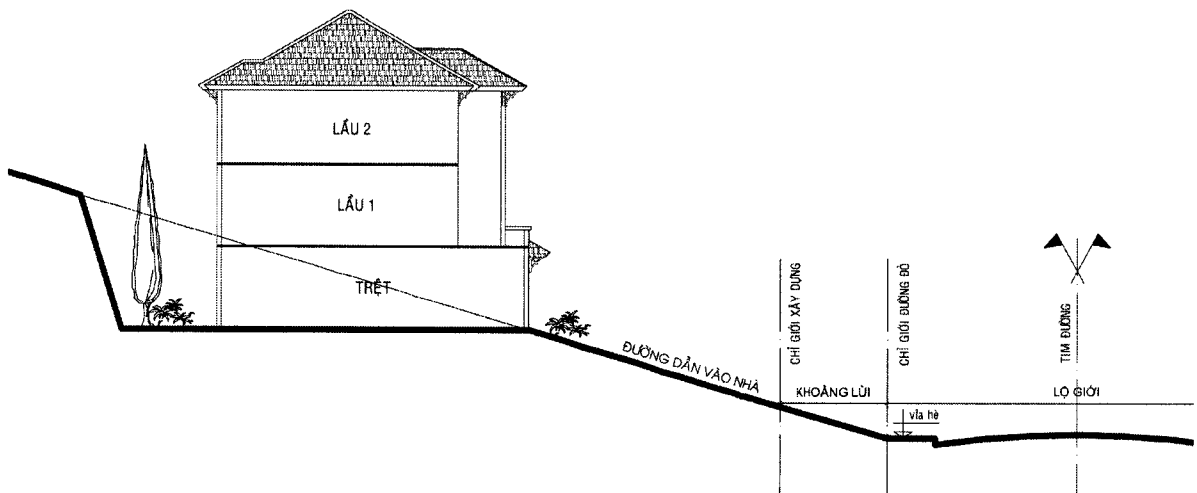 LẦU 2
LẦU 1
TRỆT
ĐƯỜNG DẪN VÀO NHÀ
CHỈ GIỚI XÂY DỰNG
CHỈ GIỚI ĐƯỜNG ĐỎ
TIM ĐƯỜNG
KHOẢNG LÙI
LỘ GIỚI
vỉa hè